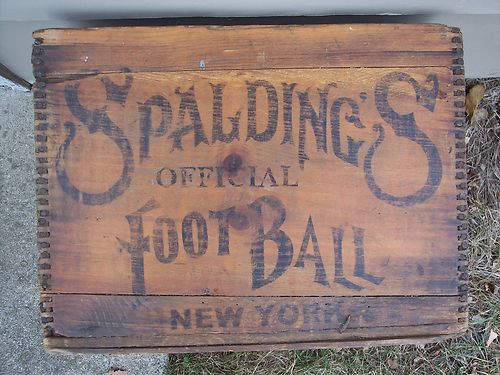 SPALDING'S
OFFICIAL
FOOT BALL
NEW YORK